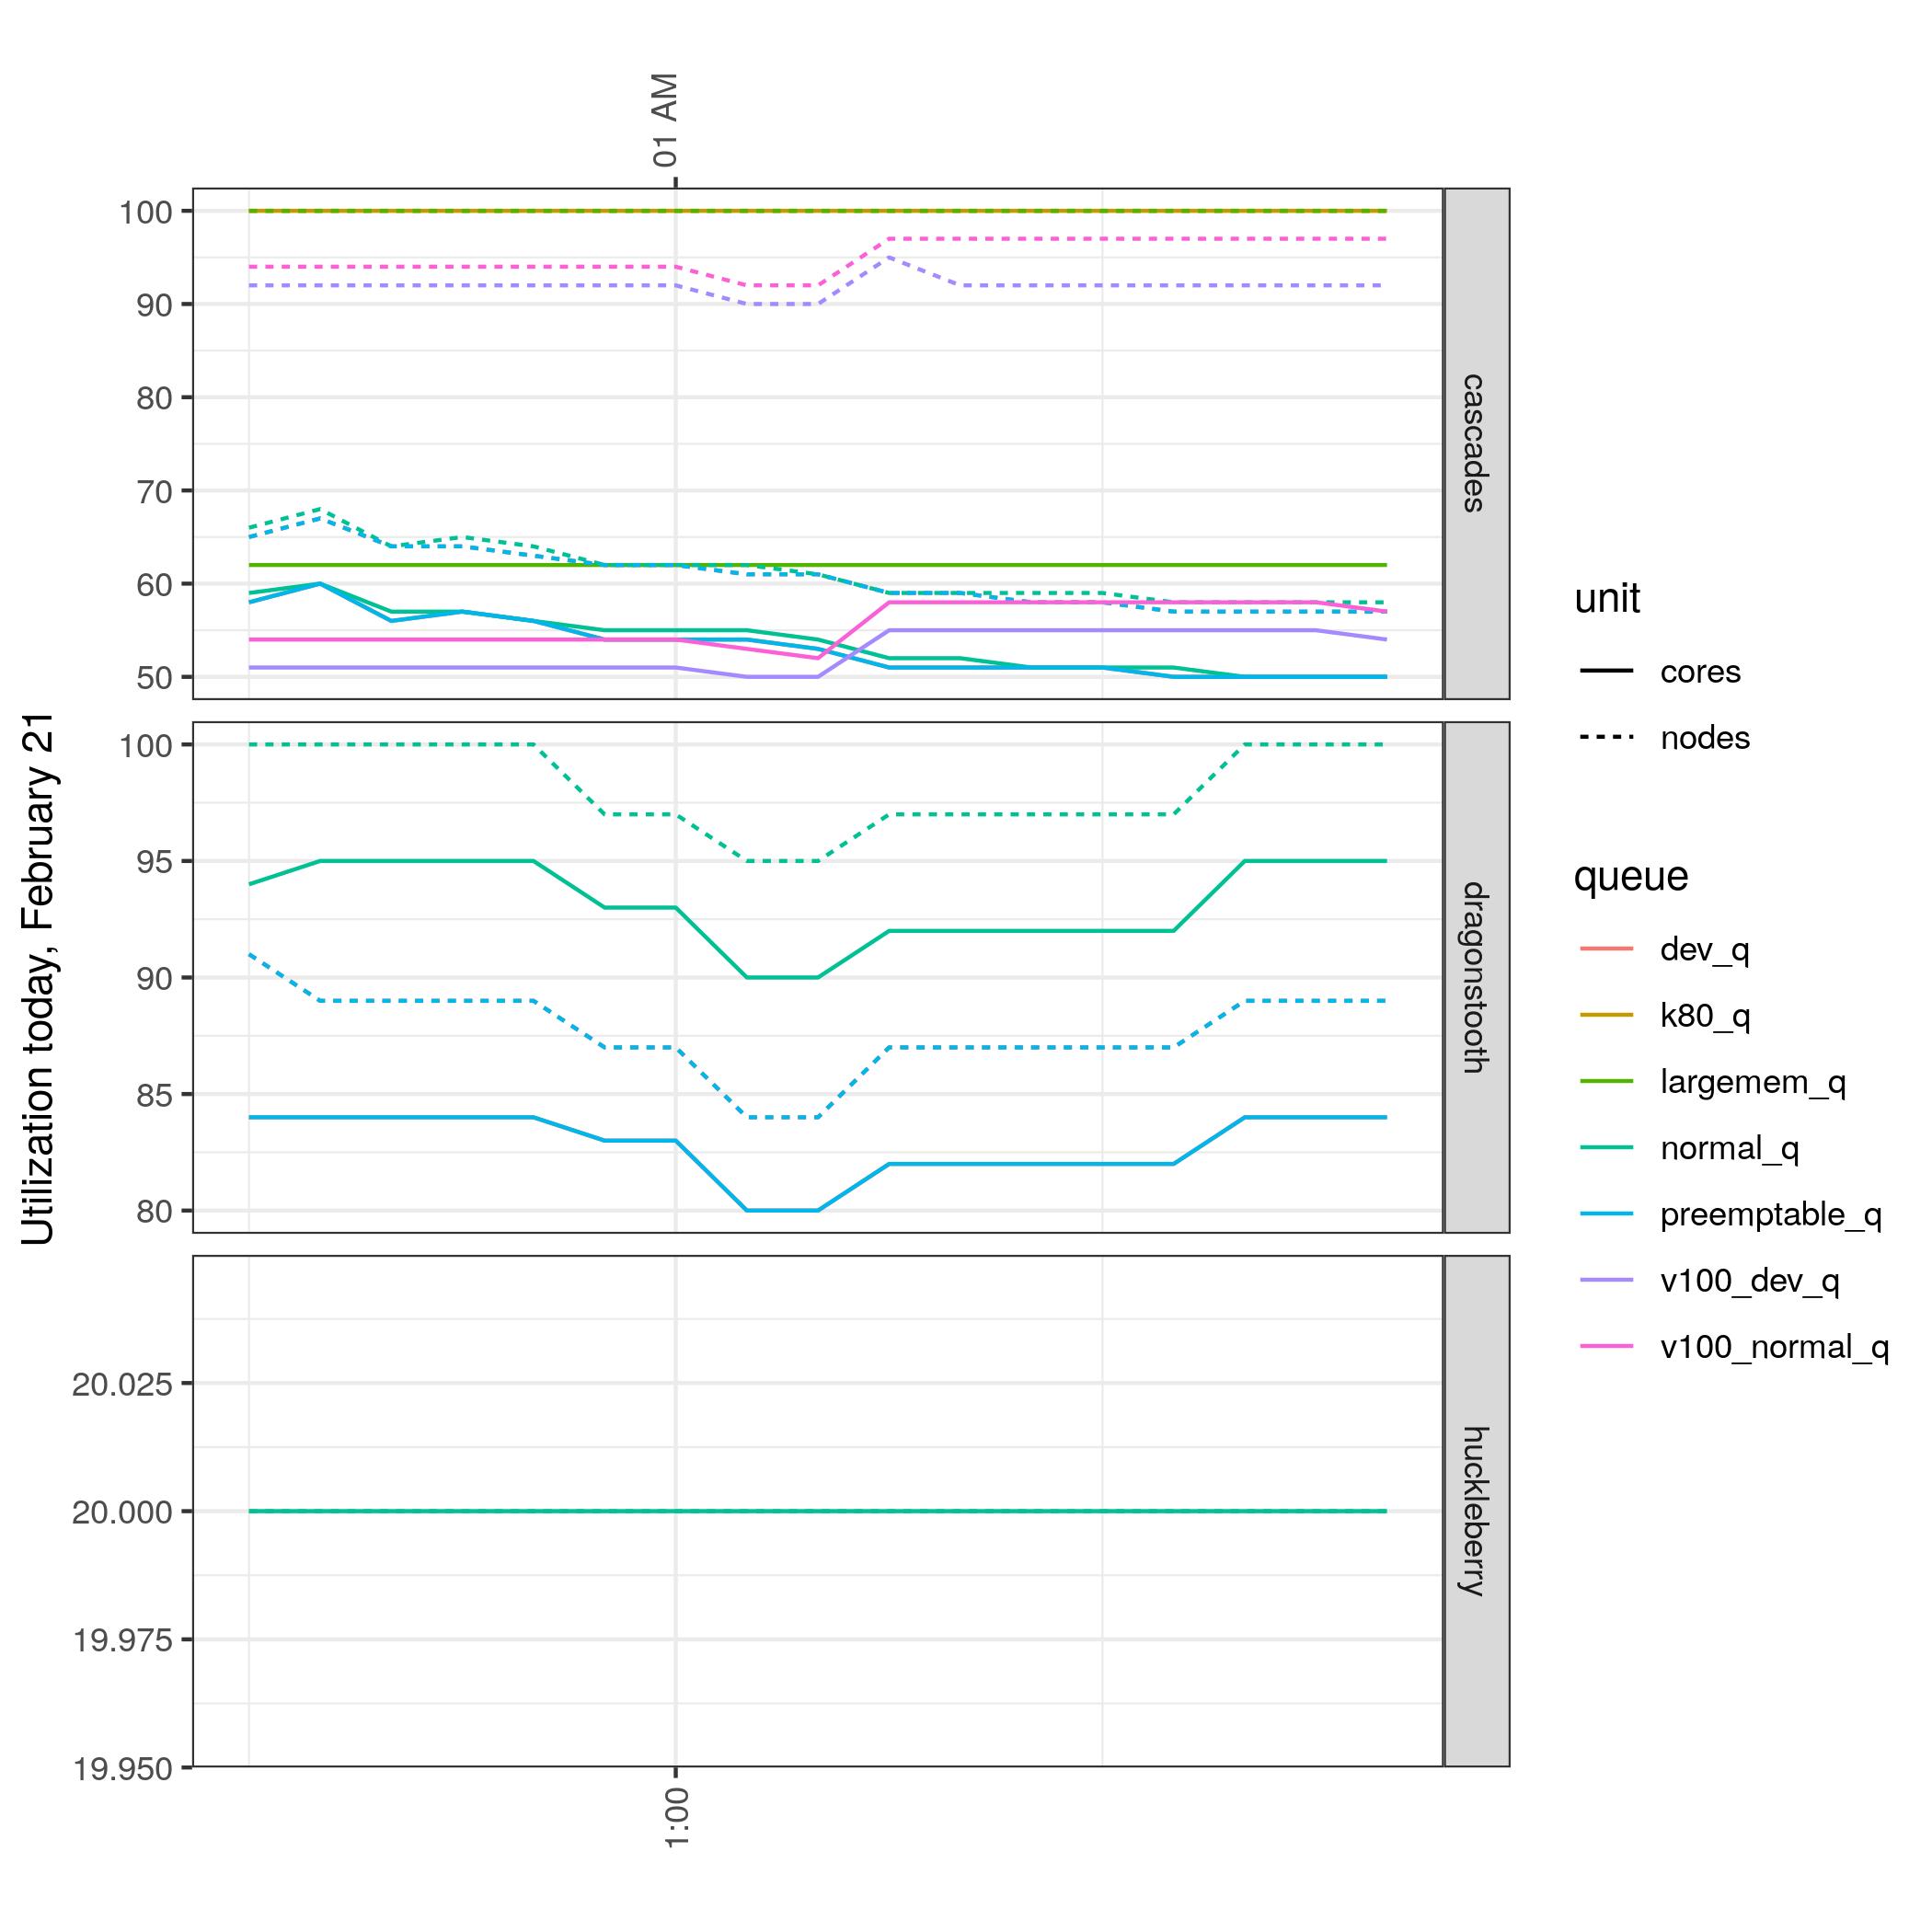 01 AM
Utilization today, February 21
100
90
80
70
60
50
cascades
100
95
90
85
80
dragonstooth
20.025
20.000
19.975
19.950
huckleberry
1:00
unit
cores
nodes
queue
dev_q
k80_q
largemem_q
normal_q
preemptable_q
v100_dev_q
v100_normal_q